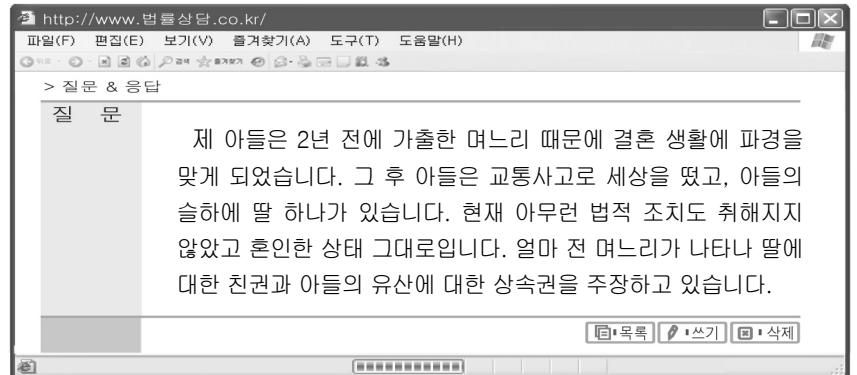 http://www.법률상담.co.kr/
파일(F) 편집(E) 보기(V) 즐겨찾기(A) 도구(T) 도움말(H)
뒤로 검색 즐겨찾기
> 질문 & 응답
질 문
제 아들은 2년 전에 가출한 며느리 때문에 결혼 생활에 파경을
맞게 되었습니다. 그 후 아들은 교통사고로 세상을 떴고, 아들의
슬하에 딸 하나가 있습니다. 현재 아무런 법적 조치도 취해지지
않았고 혼인한 상태 그대로입니다. 얼마 전 며느리가 나타나 딸에
대한 친권과 아들의 유산에 대한 상속권을 주장하고 있습니다.
목록 쓰기 삭제